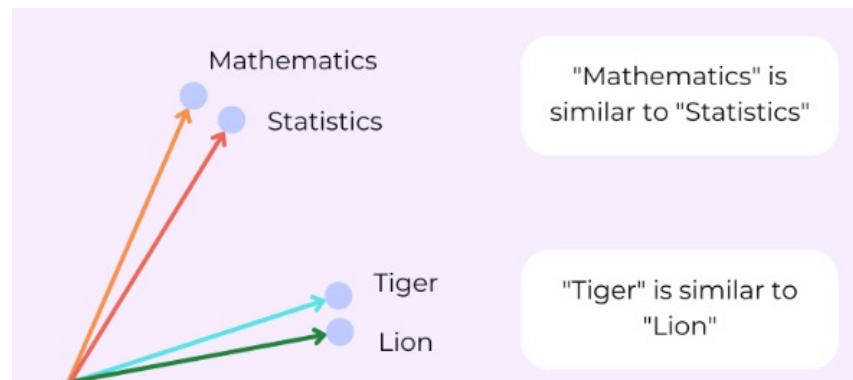 Mathematics
Statistics
"Mathematics" is
similar to "Statistics"
Tiger
Lion
"Tiger" is similar to
"Lion"